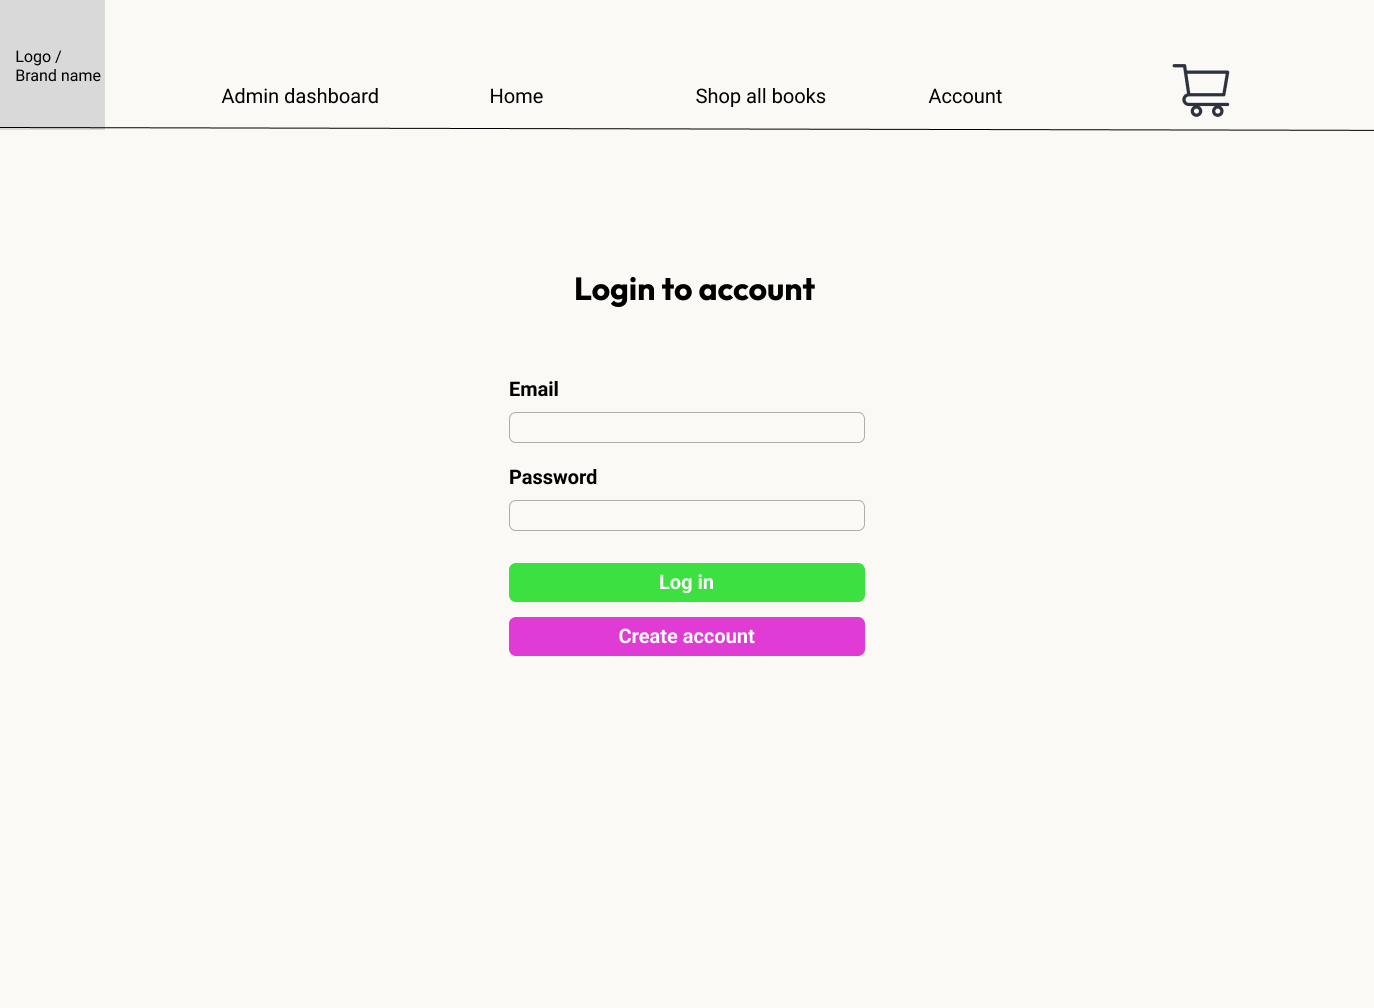 Logo /
Brand name
Admin dashboard
Home
Shop all books
Account
Login to account
Email
Password
Log in
Create account